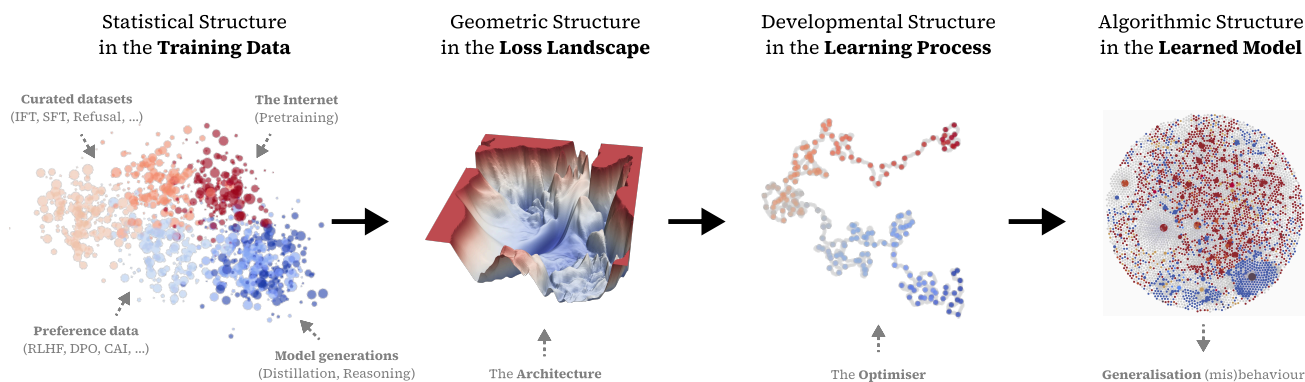 Statistical Structure
in the Training Data
Geometric Structure
in the Loss Landscape
Developmental Structure
in the Learning Process
Algorithmic Structure
in the Learned Model
Curated datasets
(IFT, SFT, Refusal, ...)
The Internet
(Pretraining)
Preference data
(RLHF, DPO, CAI, ...)
Model generations
(Distillation, Reasoning)
The Architecture
The Optimiser
Generalisation (mis)behaviour